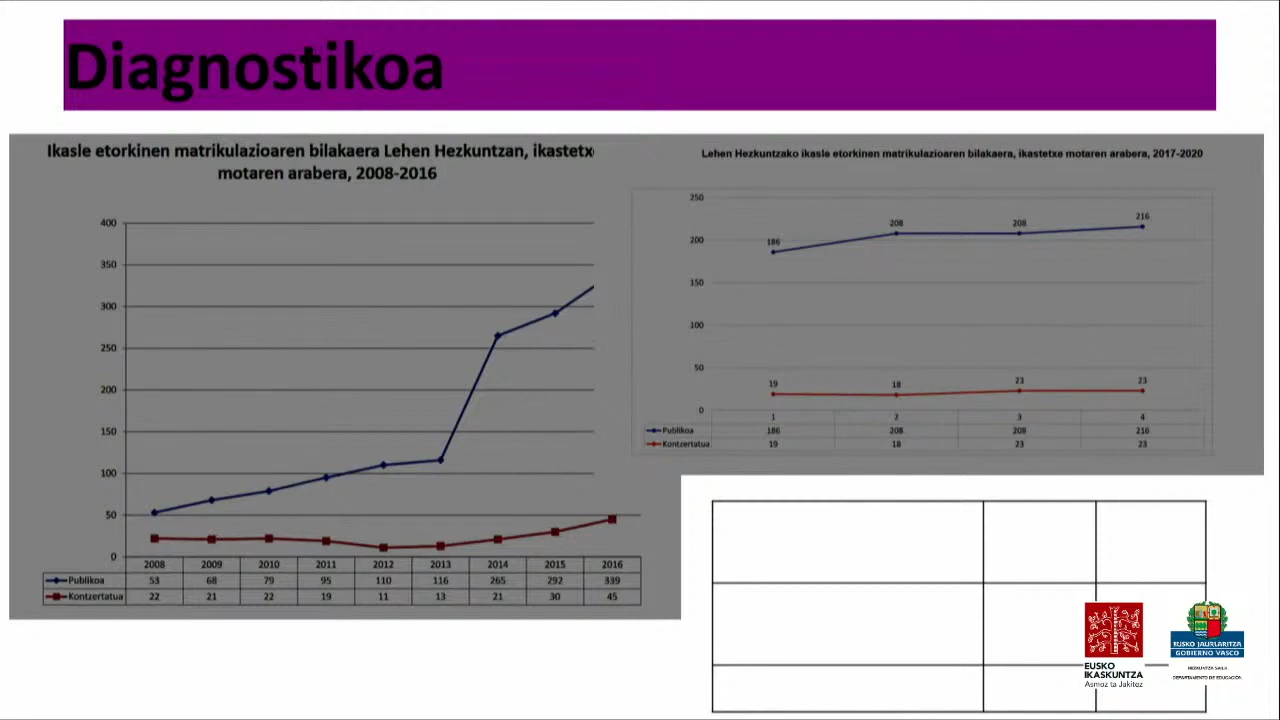 Diagnostikoa
Ikasle etorkinen matrikulazioaren bilakaera Lehen Hezkuntzan, ikastetx
motaren arabera, 2008-2016
400
350
300
250
200
150
100
50
0
2008 2009 2010 2011 2012 2013 2014 2015 2016
Publikoa 53 68 79 95 110 116 265 292 339
Kontzertatua 22 21 22 19 11 13 21 30 45
Lehen Hezkuntzako ikasle etorkinen matrikulazioaren bilakaera, ikastetxe motaren arabera, 2017-2020
250
200
150
100
50
0
186 208 208 216
19 18 23 23
1 2 3 4
Publikoa 186 208 208 216
Kontzertatua 19 18 23 23
EUSKO
IKASKUNTZA
Asmoz ta Jakitez
EUSKO JAURLARITZA
GOBIERNO VASCO
HEZKUNTZA SAILA
DEPARTAMENTO DE EDUCACIÓN